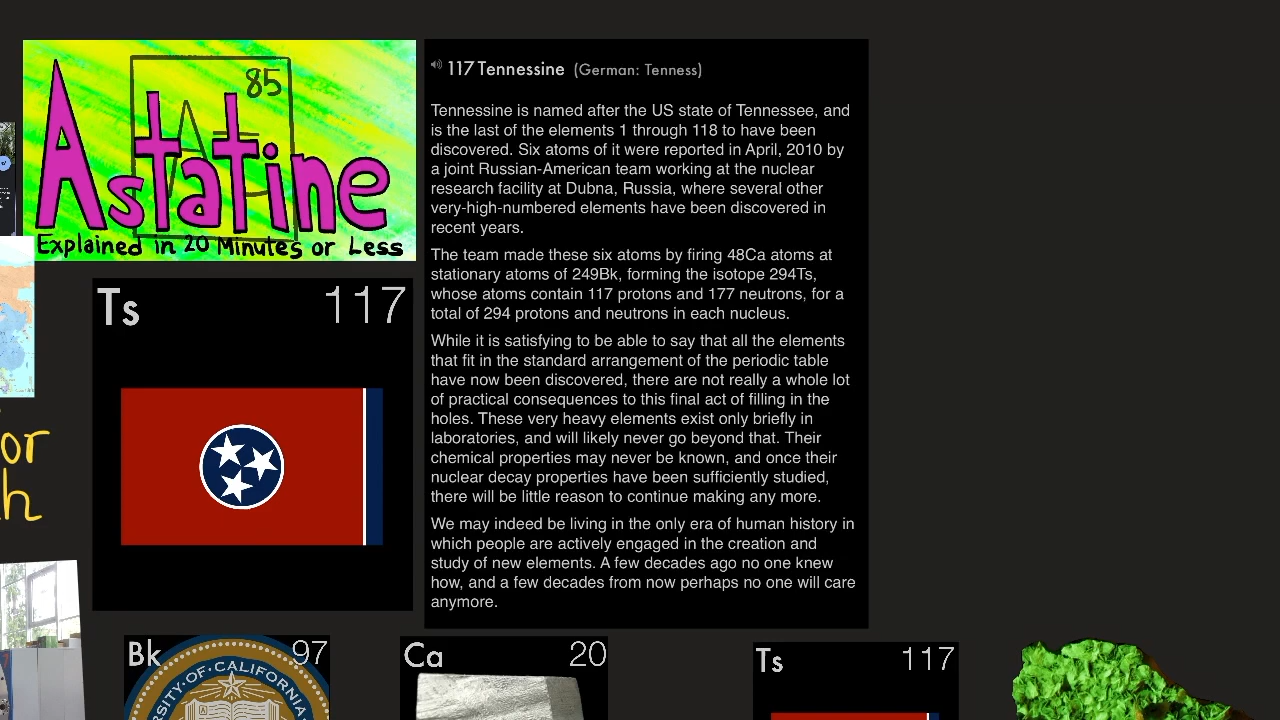 85
At
Astatine
Explained in 20 Minutes or Less
117 Tennessine (German: Tenness)
Tennessine is named after the US state of Tennessee, and
is the last of the elements 1 through 118 to have been
discovered. Six atoms of it were reported in April, 2010 by
a joint Russian-American team working at the nuclear
research facility at Dubna, Russia, where several other
very-high-numbered elements have been discovered in
recent years.
The team made these six atoms by firing 48Ca atoms at
stationary atoms of 249Bk, forming the isotope 294Ts,
whose atoms contain 117 protons and 177 neutrons, for a
total of 294 protons and neutrons in each nucleus.
While it is satisfying to be able to say that all the elements
that fit in the standard arrangement of the periodic table
have now been discovered, there are not really a whole lot
of practical consequences to this final act of filling in the
holes. These very heavy elements exist only briefly in
laboratories, and will likely never go beyond that. Their
chemical properties may never be known, and once their
nuclear decay properties have been sufficiently studied,
there will be little reason to continue making any more.
We may indeed be living in the only era of human history in
which people are actively engaged in the creation and
study of new elements. A few decades ago no one knew
how, and a few decades from now perhaps no one will care
anymore.
Ts 117
or
h
Bk 97
RSITY·OF·CALIFORNIA
Ca 20
Ts 117